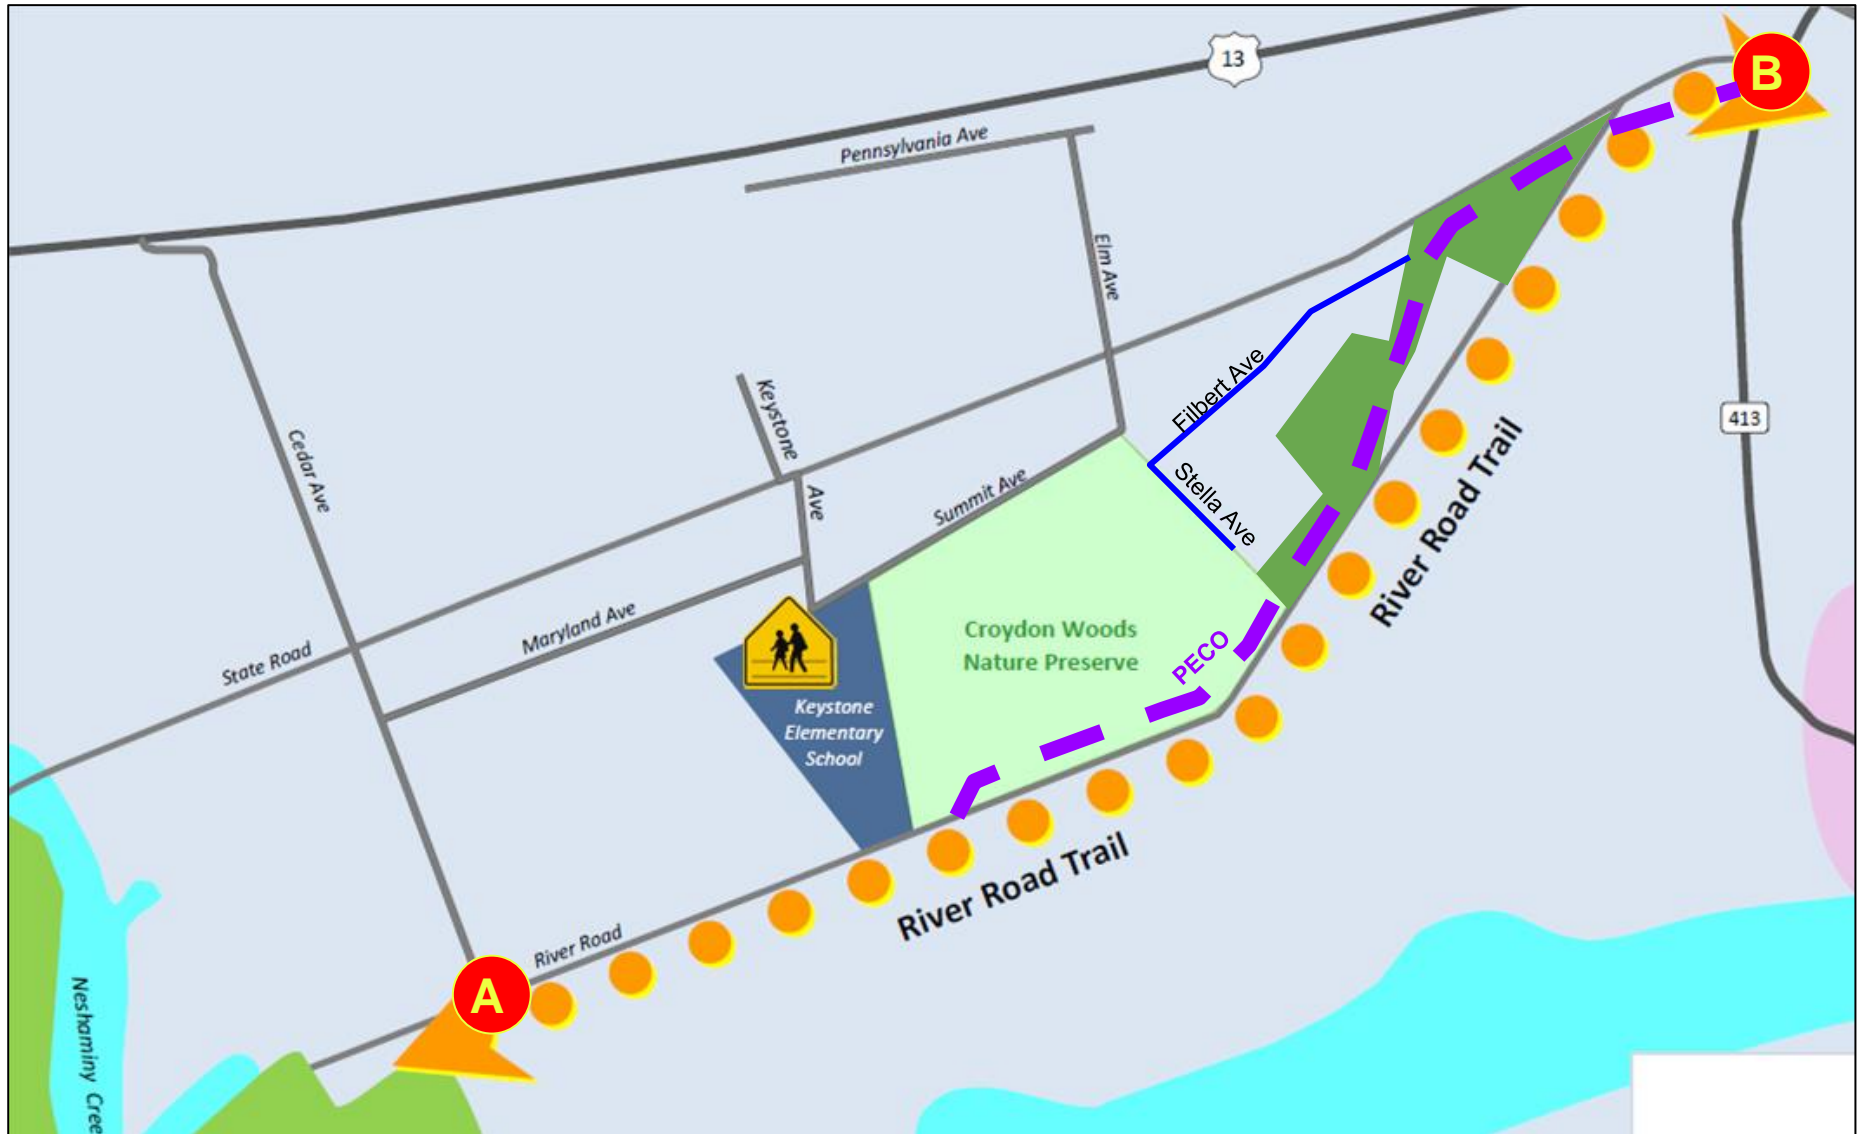 13
B
Pennsylvania Ave
Elm Ave
Keystone
Ave
Filbert Ave
413
Cedar Ave
Summit Ave
Stella Ave
River Road Trail
Maryland Ave
State Road
Croydon Woods
Nature Preserve
PECO
Keystone
Elementary
School
River Road Trail
River Road
A
Neshaminy Cree